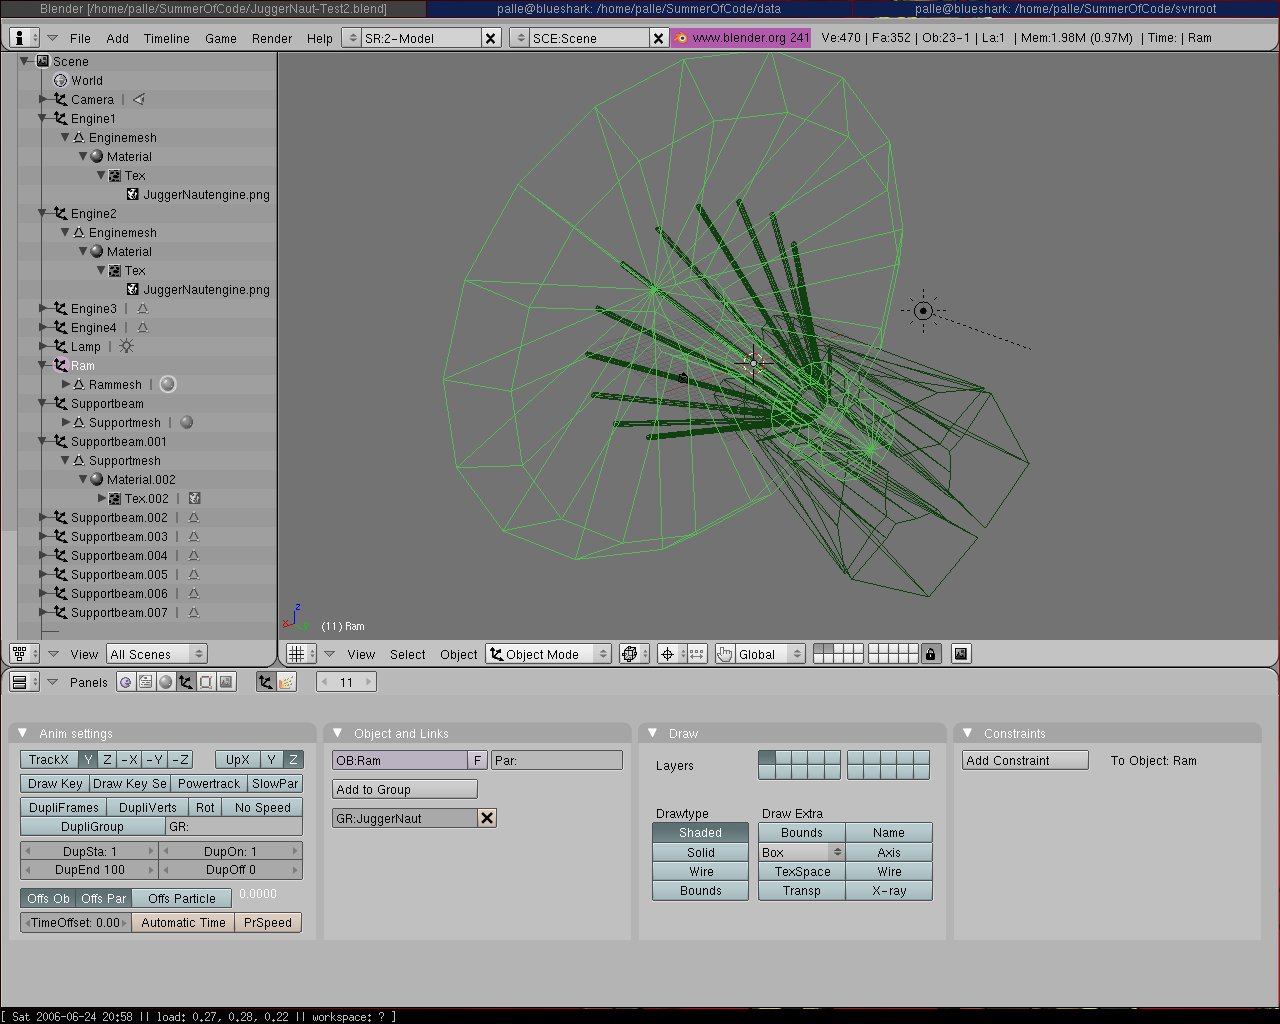 Blender [/home/palle/SummerOfCode/JuggerNaut-Test2.blend] palle@blueshark: /home/palle/SummerOfCode/data palle@blueshark: /home/palle/SummerOfCode/svnroot
File Add Timeline Game Render Help SR:2-Model SCE:Scene www.blender.org 241 Ve:470 | Fa:352 | Ob:23-1 | La:1 | Mem:1.98M (0.97M) | Time: | Ram
Scene
World
Camera
Engine1
Enginemesh
Material
Tex
JuggerNautengine.png
Engine2
Enginemesh
Material
Tex
JuggerNautengine.png
Engine3
Engine4
Lamp
Ram
Rammesh
Supportbeam
Supportmesh
Supportbeam.001
Supportmesh
Material.002
Tex.002
Supportbeam.002
Supportbeam.003
Supportbeam.004
Supportbeam.005
Supportbeam.006
Supportbeam.007
z
x y
(11) Ram
View All Scenes
View Select Object Object Mode Global
Panels 11
Anim settings
TrackX Y Z -X -Y -Z UpX Y Z
Draw Key Draw Key Se Powertrack SlowPar
DupliFrames DupliVerts Rot No Speed
DupliGroup GR:
DupSta: 1 DupOn: 1
DupEnd 100 DupOff 0
Offs Ob Offs Par Offs Particle 0.0000
TimeOffset: 0.00 Automatic Time PrSpeed
Object and Links
OB:Ram F Par:
Add to Group
GR:JuggerNaut
Draw
Layers
Drawtype Draw Extra
Shaded Bounds Name
Solid Box Axis
Wire TexSpace Wire
Bounds Transp X-ray
Constraints
Add Constraint To Object: Ram
[ Sat 2006-06-24 20:58 || load: 0.27, 0.28, 0.22 || workspace: ? ]